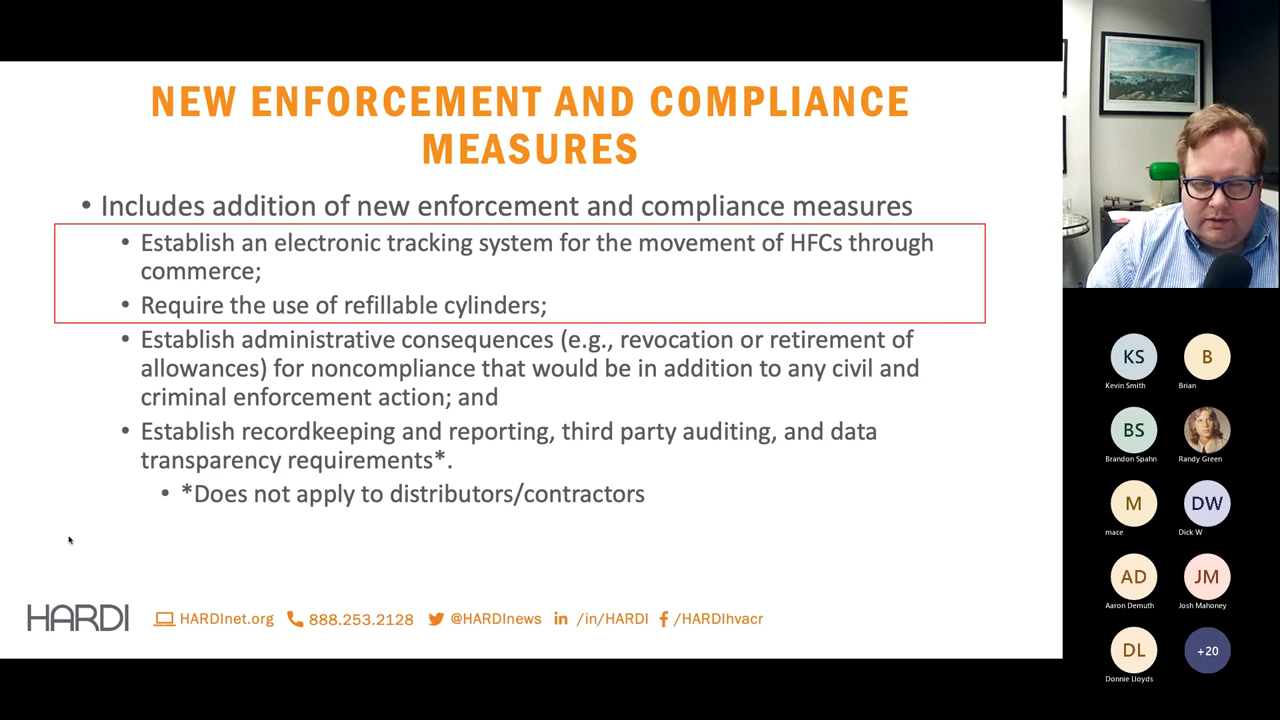 NEW ENFORCEMENT AND COMPLIANCE
MEASURES
• Includes addition of new enforcement and compliance measures
• Establish an electronic tracking system for the movement of HFCs through
commerce;
• Require the use of refillable cylinders;
• Establish administrative consequences (e.g., revocation or retirement of
allowances) for noncompliance that would be in addition to any civil and
criminal enforcement action; and
• Establish recordkeeping and reporting, third party auditing, and data
transparency requirements*.
• *Does not apply to distributors/contractors
HARDI HARDInet.org 888.253.2128 @HARDInews in /in/HARDI f /HARDIhvacr
KS B
Kevin Smith Brian
BS
Brandon Spahn Randy Green
M DW
mace Dick W
AD JM
Aaron Demuth Josh Mahoney
DL +20
Donnie Lloyds